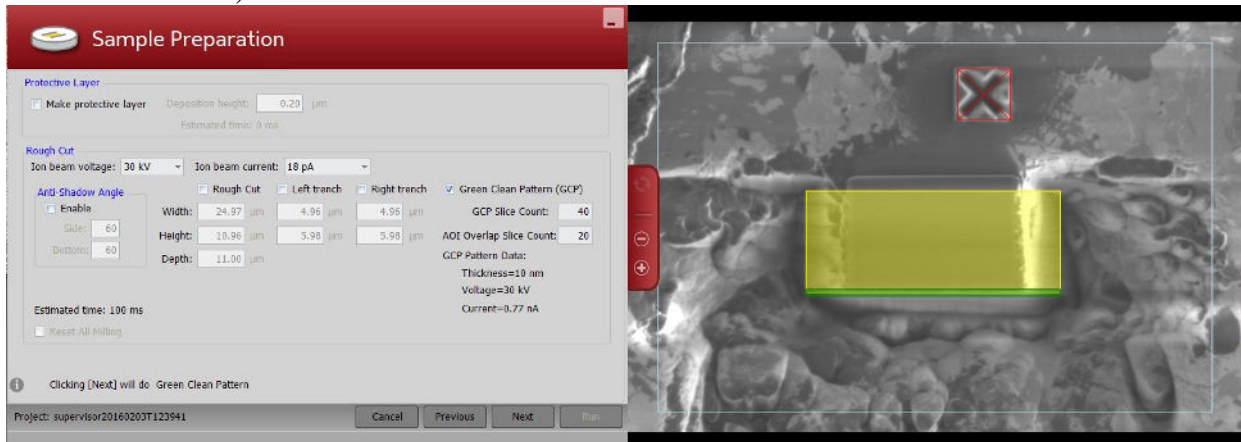 Sample Preparation
Protective Layer
Make protective layer Deposition height: 0.20 µm
Estimated time: 0 ms
Rough Cut
Ion beam voltage: 30 kV Ion beam current: 18 pA
Anti-Shadow Angle Rough Cut Left trench Right trench Green Clean Pattern (GCP)
Enable Width: 24.97 µm 4.96 µm 4.96 µm GCP Slice Count: 40
Side: 60 Height: 10.96 µm 5.98 µm 5.98 µm AOI Overlap Slice Count: 20
Bottom: 60 Depth: 11.00 µm GCP Pattern Data:
Thickness=10 nm
Voltage=30 kV
Estimated time: 100 ms Current=0.77 nA
Reset All Milling
Clicking [Next] will do Green Clean Pattern
Project: supervisor20160203T123941 Cancel Previous Next Run